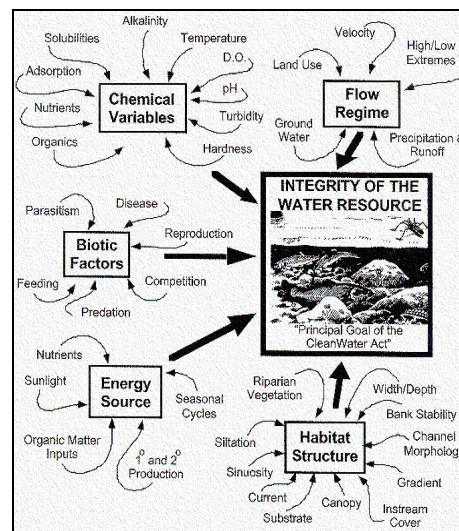 Alkalinity
Solubilities
Temperature
Adsorption
D.O.
Chemical
Variables
pH
Nutrients
Turbidity
Organics
Hardness
Velocity
High/Low
Extremes
Land Use
Flow
Regime
Ground
Water
Precipitation &
Runoff
INTEGRITY OF THE
WATER RESOURCE
"Principal Goal of the
CleanWater Act"
Disease
Parasitism
Reproduction
Biotic
Factors
Feeding
Competition
Predation
Nutrients
Sunlight
Energy
Source
Seasonal
Cycles
Organic Matter
Inputs
1° and 2°
Production
Riparian
Vegetation
Width/Depth
Bank Stability
Siltation
Habitat
Structure
Channel
Morpholog
Sinuosity
Gradient
Current
Substrate
Canopy
Instream
Cover